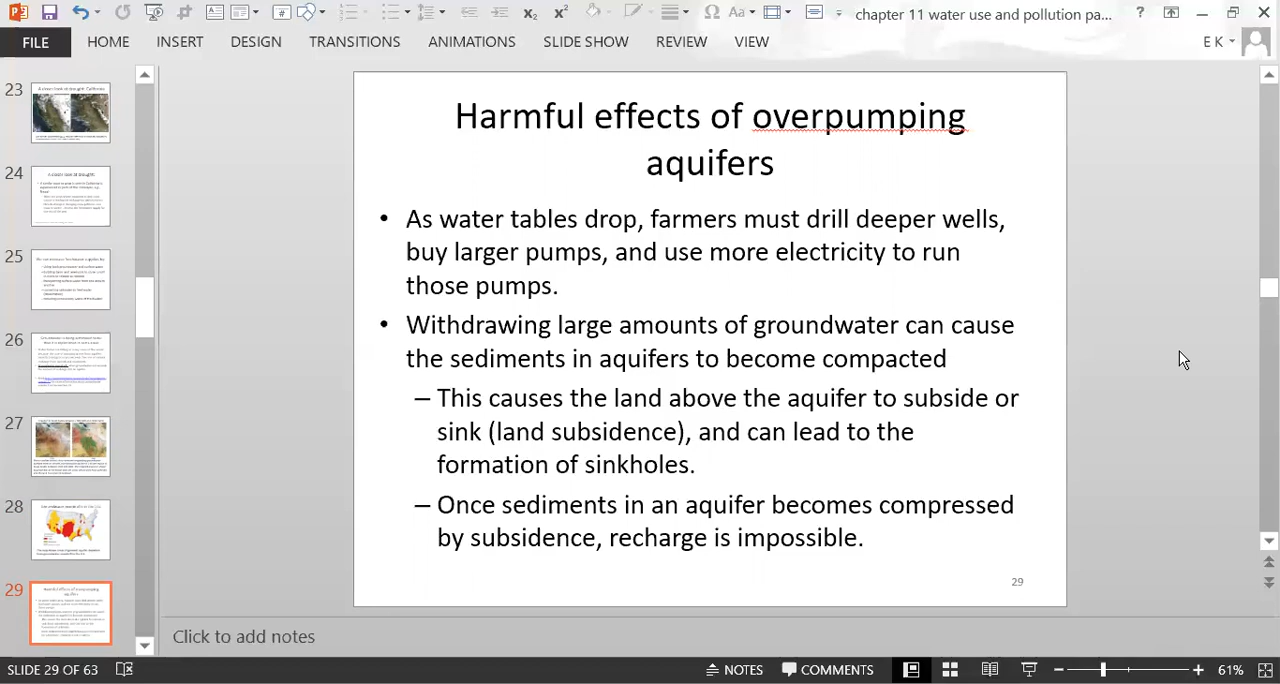 chapter 11 water use and pollution pa...
FILE
HOME
INSERT
DESIGN
TRANSITIONS
ANIMATIONS
SLIDE SHOW
REVIEW
VIEW
E K
23
24
25
26
27
28
29
Harmful effects of overpumping
aquifers
• As water tables drop, farmers must drill deeper wells,
buy larger pumps, and use more electricity to run
those pumps.
• Withdrawing large amounts of groundwater can cause
the sediments in aquifers to become compacted
– This causes the land above the aquifer to subside or
sink (land subsidence), and can lead to the
formation of sinkholes.
– Once sediments in an aquifer becomes compressed
by subsidence, recharge is impossible.
29
Click to add notes
SLIDE 29 OF 63
NOTES
COMMENTS
61%